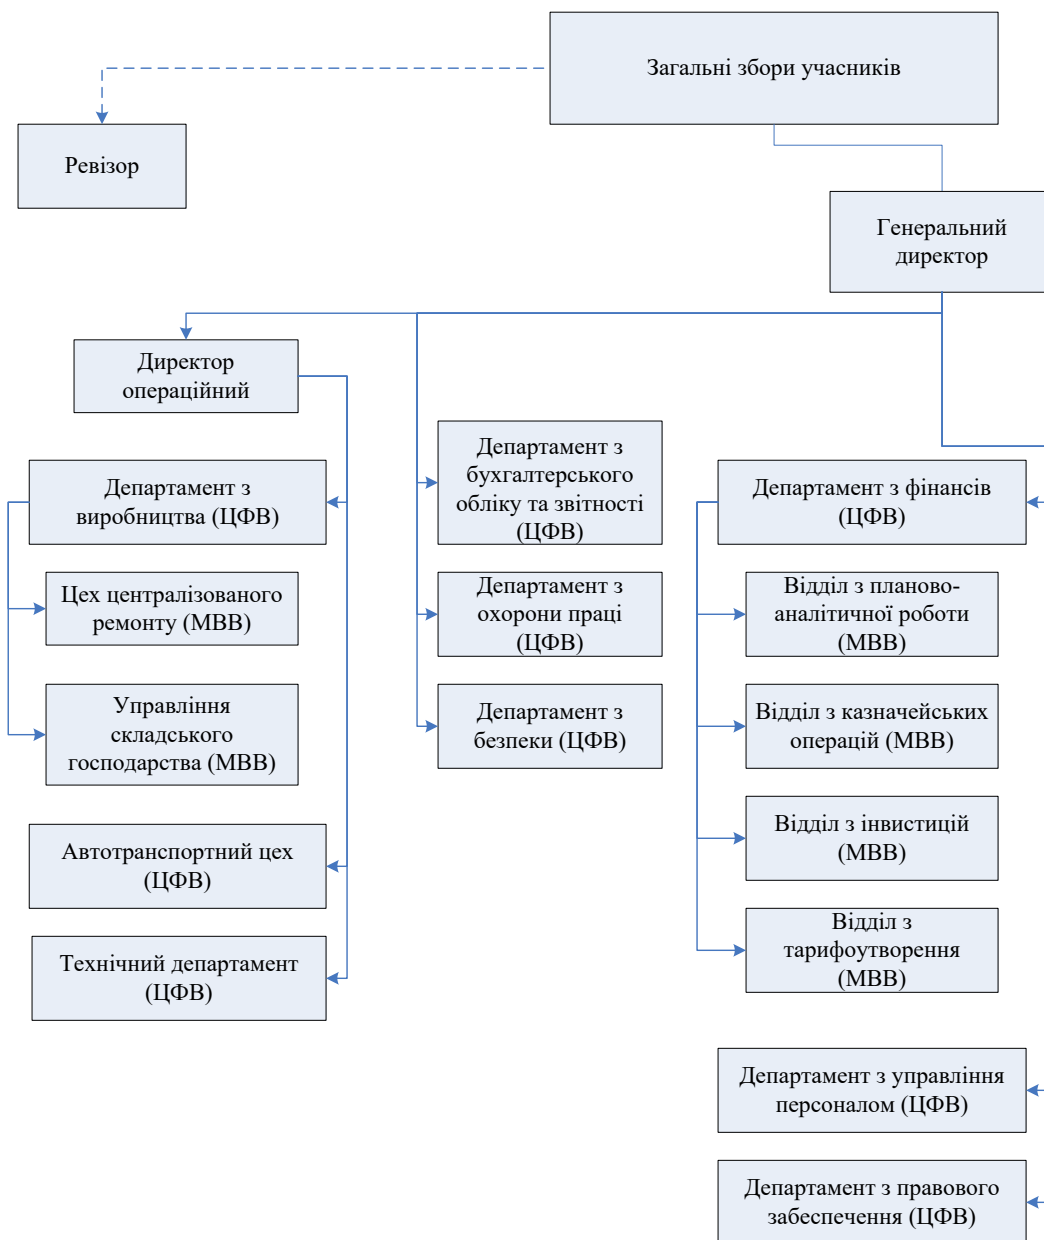 Загальні збори учасників
Ревізор
Генеральний
директор
Директор
операційний
Департамент з
виробництва (ЦФВ)
Цех централізованого
ремонту (МВВ)
Управління
складського
господарства (МВВ)
Автотранспортний цех
(ЦФВ)
Технічний департамент
(ЦФВ)
Департамент з
бухгалтерського
обліку та звітності
(ЦФВ)
Департамент з
охорони праці
(ЦФВ)
Департамент з
безпеки (ЦФВ)
Департамент з фінансів
(ЦФВ)
Відділ з планово-
аналітичної роботи
(МВВ)
Відділ з казначейських
операцій (МВВ)
Відділ з інвистицій
(МВВ)
Відділ з
тарифоутворення
(МВВ)
Департамент з управління
персоналом (ЦФВ)
Департамент з правового
забеспечення (ЦФВ)